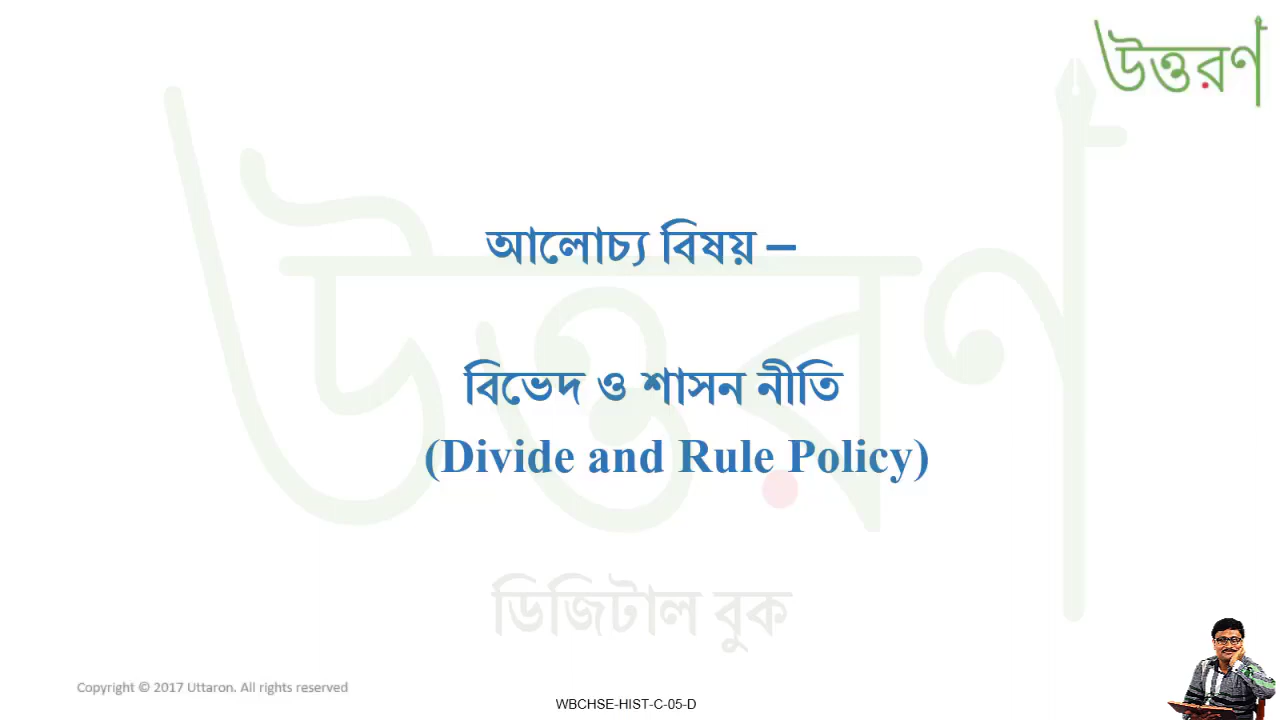 উত্তরণ
আলোচ্য বিষয় –
বিভেদ ও শাসন নীতি
(Divide and Rule Policy)
ডিজিটাল বুক
Copyright © 2017 Uttaron. All rights reserved
WBCHSE-HIST-C-05-D